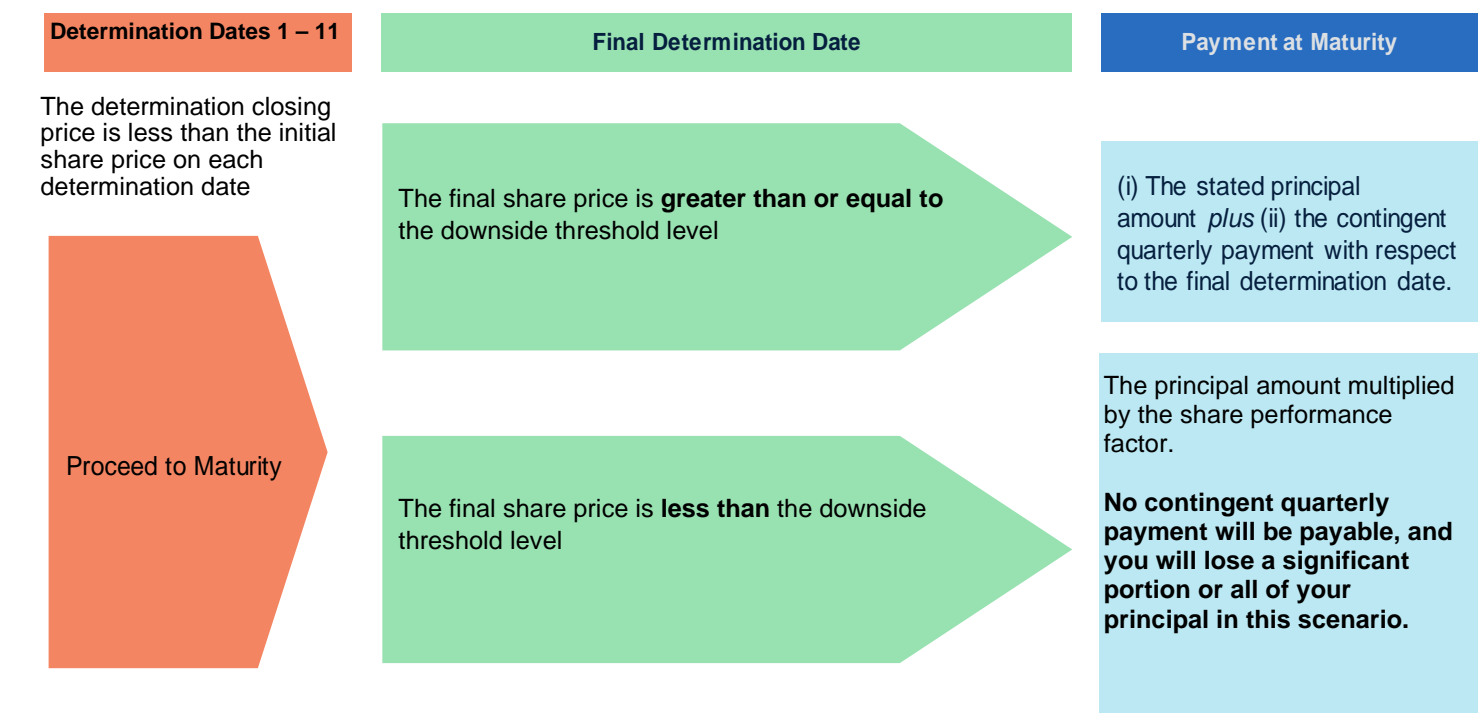 Determination Dates 1 – 11
Final Determination Date
Payment at Maturity
The determination closing
price is less than the initial
share price on each
determination date
Proceed to Maturity
The final share price is greater than or equal to
the downside threshold level
(i) The stated principal
amount plus (ii) the contingent
quarterly payment with respect
to the final determination date.
The final share price is less than the downside
threshold level
The principal amount multiplied
by the share performance
factor.
No contingent quarterly
payment will be payable, and
you will lose a significant
portion or all of your
principal in this scenario.